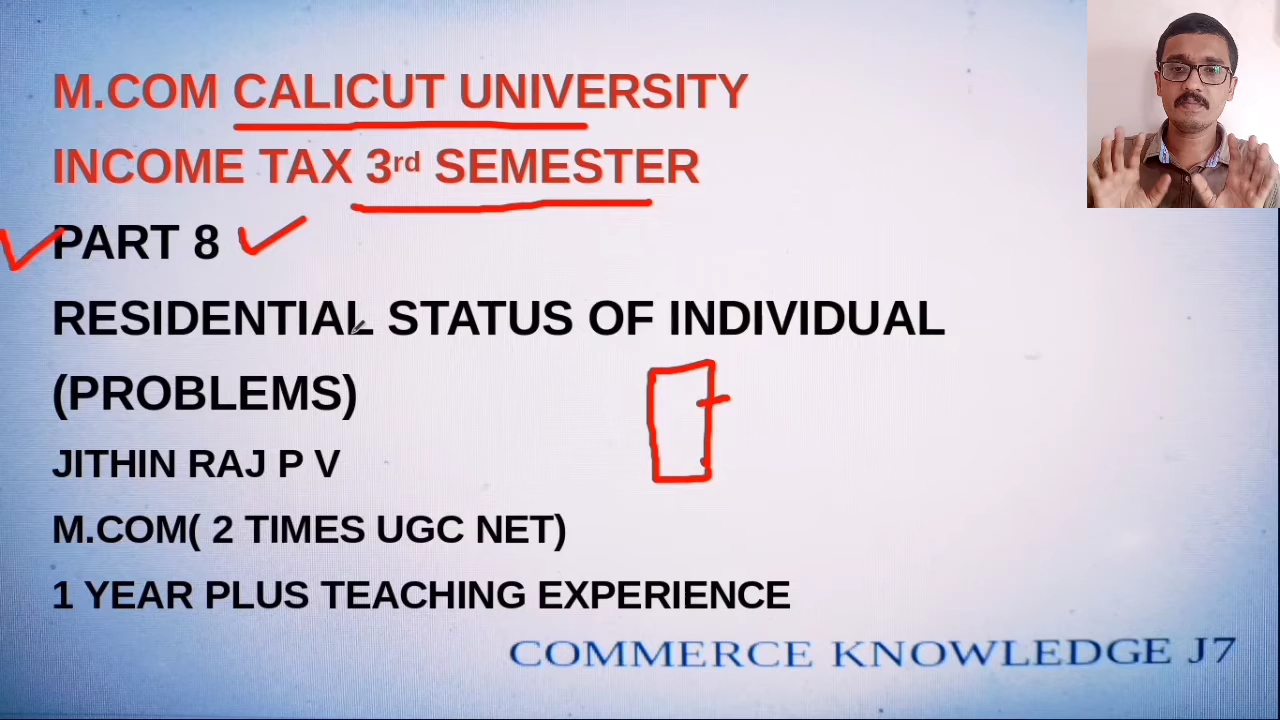 M.COM CALICUT UNIVERSITY
INCOME TAX 3rd SEMESTER
PART 8
RESIDENTIAL STATUS OF INDIVIDUAL
(PROBLEMS)
JITHIN RAJ P V
M.COM( 2 TIMES UGC NET)
1 YEAR PLUS TEACHING EXPERIENCE
COMMERCE KNOWLEDGE J7